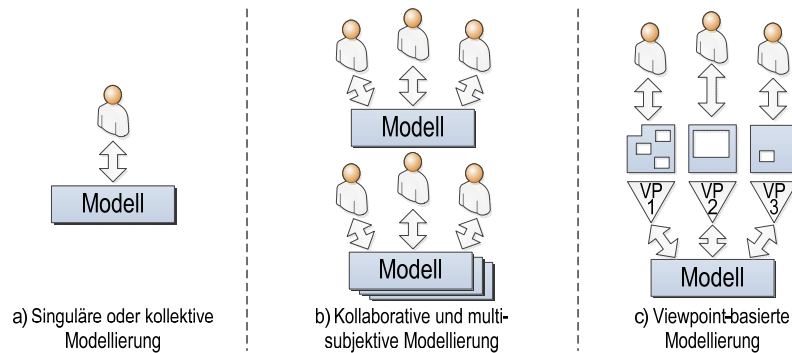 Modell
a) Singuläre oder kollektive
Modellierung
Modell
Modell
b) Kollaborative und multi-
subjektive Modellierung
VP
1
VP
2
VP
3
Modell
c) Viewpoint-basierte
Modellierung